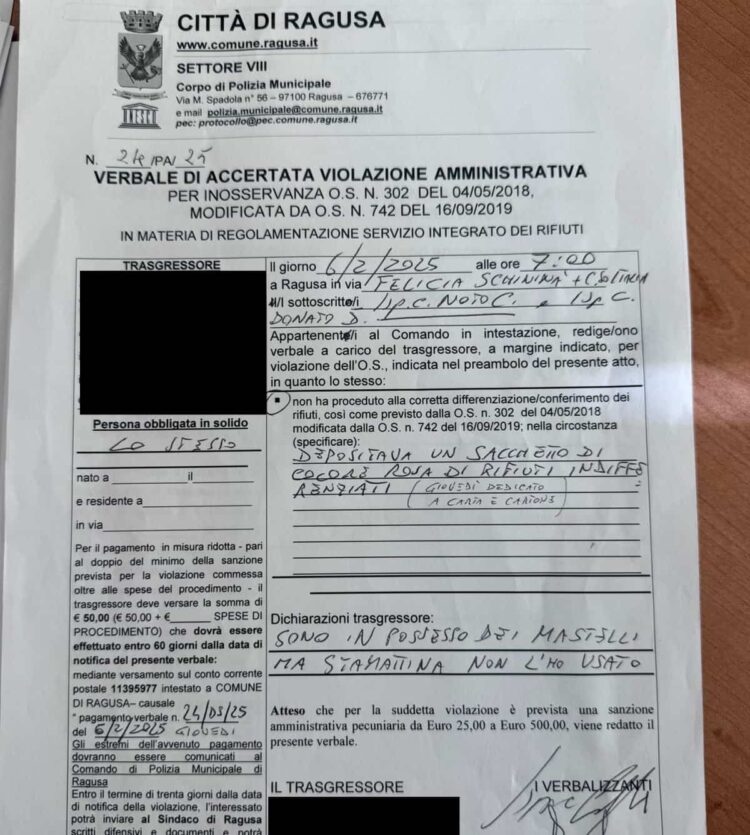 CITTÀ DI RAGUSA
www.comune.ragusa.it
SETTORE VIII
Corpo di Polizia Municipale
Via M. Spadola n° 56 – 97100 Ragusa – 676771
e mail polizia.municipale@comune.ragusa.it
pec: protocollo@pec.comune.ragusa.it
UNESCO
N. 24/PA/25
VERBALE DI ACCERTATA VIOLAZIONE AMMINISTRATIVA
PER INOSSERVANZA O.S. N. 302 DEL 04/05/2018,
MODIFICATA DA O.S. N. 742 DEL 16/09/2019
IN MATERIA DI REGOLAMENTAZIONE SERVIZIO INTEGRATO DEI RIFIUTI
TRASGRESSORE
Persona obbligata in solido
LO STESSO
nato a il
e residente a
in via
Per il pagamento in misura ridotta - pari
al doppio del minimo della sanzione
prevista per la violazione commessa
oltre alle spese del procedimento - il
trasgressore deve versare la somma di
€ 50,00 (€ 50,00 + € SPESE DI
PROCEDIMENTO) che dovrà essere
effettuato entro 60 giorni dalla data di
notifica del presente verbale:
mediante versamento sul conto corrente
postale 11395977 intestato a COMUNE
DI RAGUSA– causale
" pagamento verbale n. 24/DS/25
del 6/2/2025 GIOVEDI
Gli estremi dell'avvenuto pagamento
dovranno essere comunicati al
Comando di Polizia Municipale di
Ragusa
Entro il termine di trenta giorni dalla data
di notifica della violazione, l'interessato
potrà inviare al Sindaco di Ragusa
scritti difensivi e documenti e potrà
Il giorno 6/2/2025 alle ore 7:00
a Ragusa in via FELICIA SCHININÀ +
I/I sottoscritto/i Isp.C. NOTO C. e Isp C.
DONATO D.
Appartenente/i al Comando in intestazione, redige/ono
verbale a carico del trasgressore, a margine indicato, per
violazione dell'O.S., indicata nel preambolo del presente atto,
in quanto lo stesso:
▪ non ha proceduto alla corretta differenziazione/conferimento dei
rifiuti, così come previsto dalla O.S. n. 302 del 04/05/2018
modificata dalla O.S. n. 742 del 16/09/2019; nella circostanza
(specificare):
DEPOSITAVA UN SACCHETTO DI
COLORE ROSA DI RIFIUTI INDIFFE
RENZIATI (GIOVEDÌ DEDICATO
A CARTA E CARTONE)
Dichiarazioni trasgressore:
SONO IN POSSESSO DEI MASTELLI
MA STAMATTINA NON L'HO USATO
Atteso che per la suddetta violazione è prevista una sanzione
amministrativa pecuniaria da Euro 25,00 a Euro 500,00, viene redatto il
presente verbale.
IL TRASGRESSORE
I VERBALIZZANTI